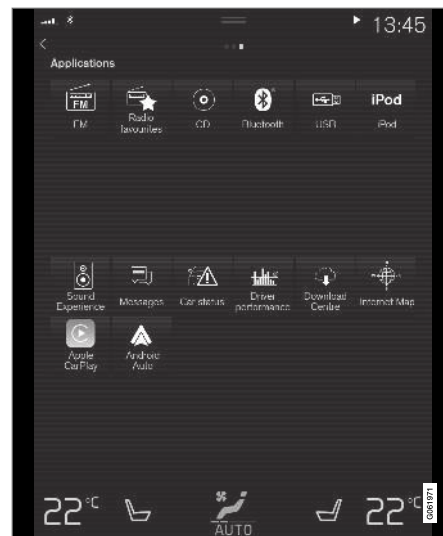 13:45
Applications
FM
FM
Radio
favourites
CD
Bluetooth
USB
iPod
iPod
Sound
Experience
Messages
Car status
Driver
performance
Download
Centre
Internet Map
Apple
CarPlay
Android
Auto
22°C
AUTO
22°C
G061971